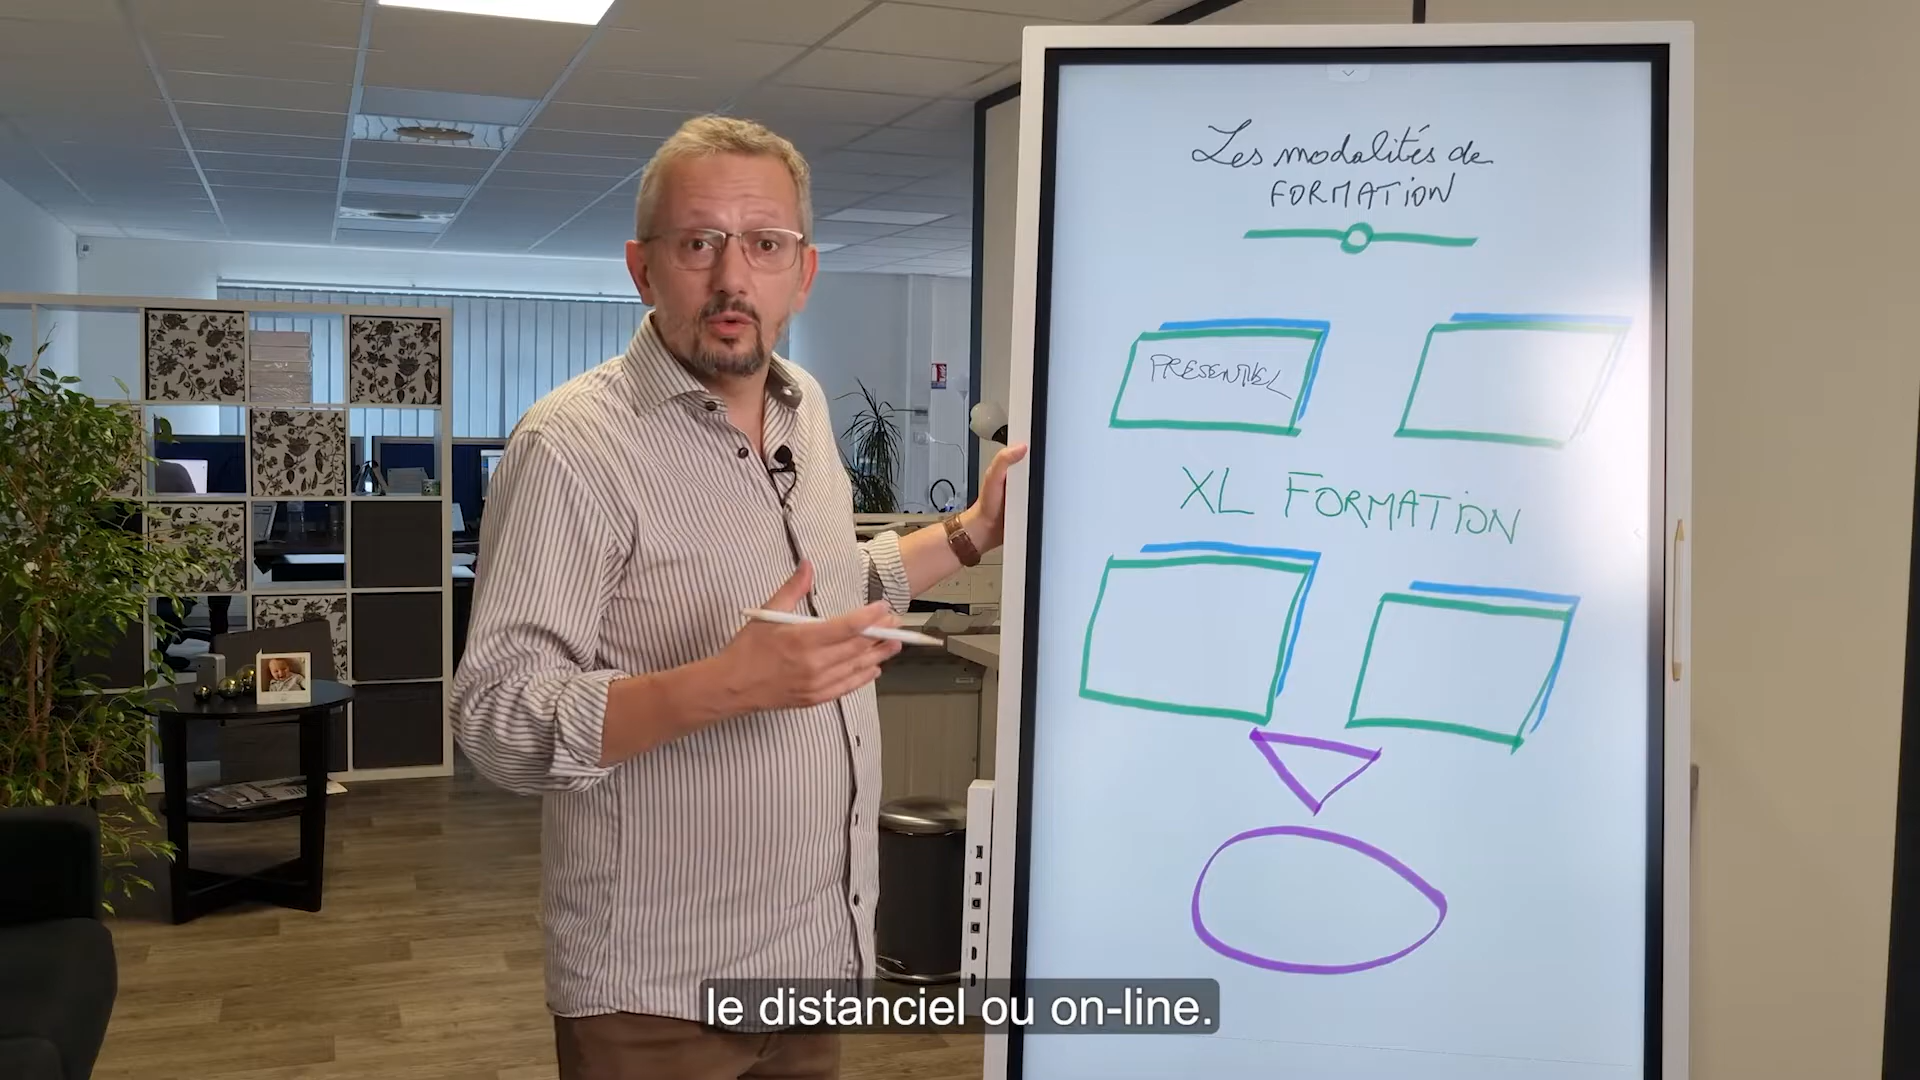 Les modalités de
FORMATION
PRESENTIEL
XL FORMATION
le distanciel ou on-line.